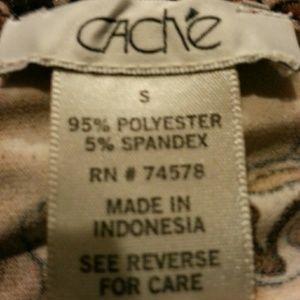 Caché
S
95% POLYESTER
5% SPANDEX
RN # 74578
MADE IN
INDONESIA
SEE REVERSE
FOR CARE